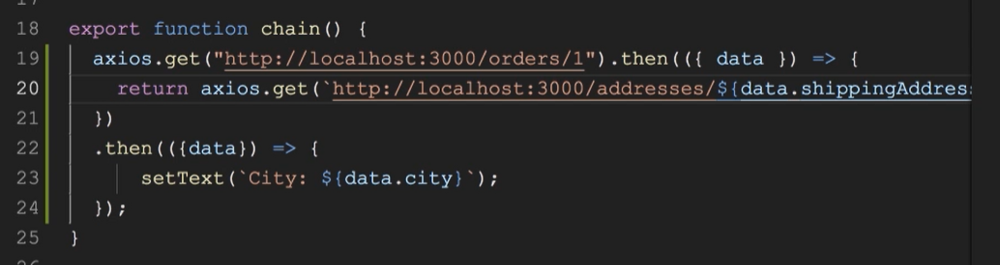 18 export function chain() {
19 axios.get("http://localhost:3000/orders/1").then(({ data }) => {
20 return axios.get(`http://localhost:3000/addresses/${data.shippingAddres
21 })
22 .then(({data}) => {
23 setText(`City: ${data.city}`);
24 });
25 }